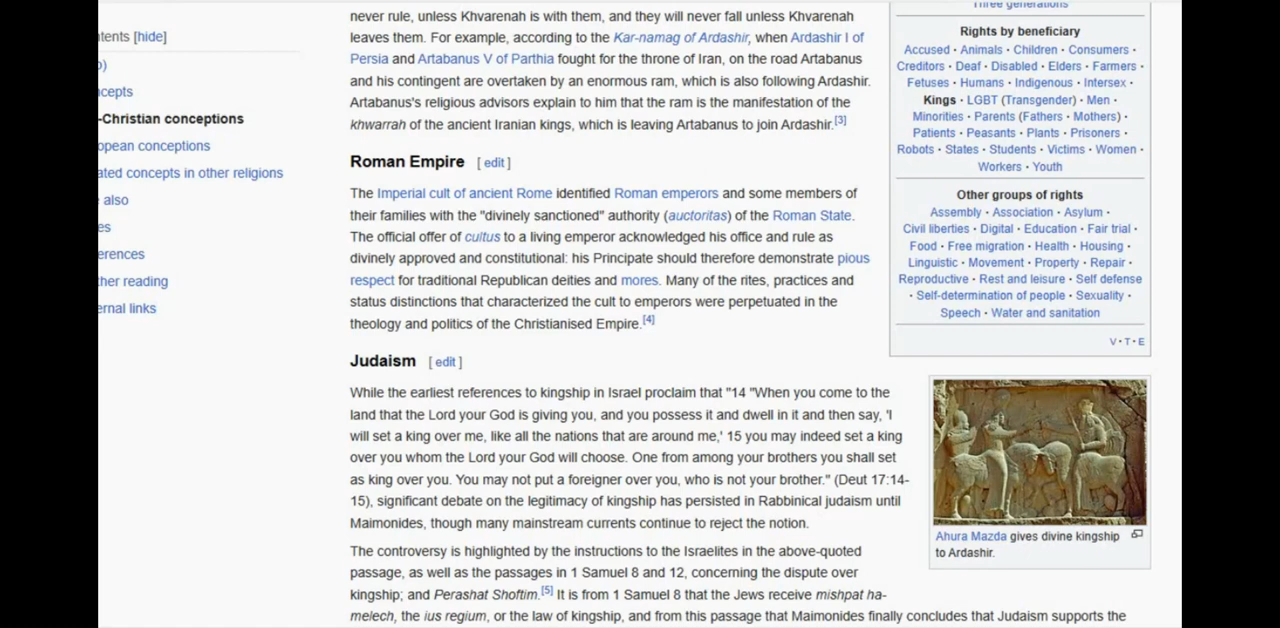 ntents [hide]
o)
ncepts
-Christian conceptions
opean conceptions
ated concepts in other religions
e also
es
erences
ther reading
ernal links
never rule, unless Khvarenah is with them, and they will never fall unless Khvarenah
leaves them. For example, according to the Kar-namag of Ardashir, when Ardashir I of
Persia and Artabanus V of Parthia fought for the throne of Iran, on the road Artabanus
and his contingent are overtaken by an enormous ram, which is also following Ardashir.
Artabanus's religious advisors explain to him that the ram is the manifestation of the
khwarrah of the ancient Iranian kings, which is leaving Artabanus to join Ardashir.[3]
Roman Empire [ edit ]
The Imperial cult of ancient Rome identified Roman emperors and some members of
their families with the "divinely sanctioned" authority (auctoritas) of the Roman State.
The official offer of cultus to a living emperor acknowledged his office and rule as
divinely approved and constitutional: his Principate should therefore demonstrate pious
respect for traditional Republican deities and mores. Many of the rites, practices and
status distinctions that characterized the cult to emperors were perpetuated in the
theology and politics of the Christianised Empire.[4]
Judaism [ edit ]
While the earliest references to kingship in Israel proclaim that "14 "When you come to the
land that the Lord your God is giving you, and you possess it and dwell in it and then say, 'I
will set a king over me, like all the nations that are around me,' 15 you may indeed set a king
over you whom the Lord your God will choose. One from among your brothers you shall set
as king over you. You may not put a foreigner over you, who is not your brother." (Deut 17:14-
15), significant debate on the legitimacy of kingship has persisted in Rabbinical judaism until
Maimonides, though many mainstream currents continue to reject the notion.
The controversy is highlighted by the instructions to the Israelites in the above-quoted
passage, as well as the passages in 1 Samuel 8 and 12, concerning the dispute over
kingship; and Perashat Shoftim.[5] It is from 1 Samuel 8 that the Jews receive mishpat ha-
melech, the ius regium, or the law of kingship, and from this passage that Maimonides finally concludes that Judaism supports the
Three generations
Rights by beneficiary
Accused · Animals · Children · Consumers ·
Creditors · Deaf · Disabled · Elders · Farmers ·
Fetuses · Humans · Indigenous · Intersex ·
Kings · LGBT (Transgender) · Men ·
Minorities · Parents (Fathers · Mothers) ·
Patients · Peasants · Plants · Prisoners ·
Robots · States · Students · Victims · Women ·
Workers · Youth
Other groups of rights
Assembly · Association · Asylum ·
Civil liberties · Digital · Education · Fair trial ·
Food · Free migration · Health · Housing ·
Linguistic · Movement · Property · Repair ·
Reproductive · Rest and leisure · Self defense
· Self-determination of people · Sexuality ·
Speech · Water and sanitation
V · T · E
Ahura Mazda gives divine kingship
to Ardashir.